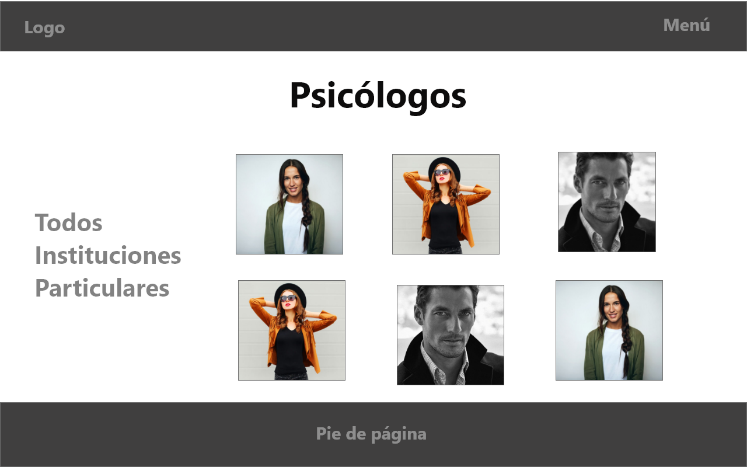 Logo
Menú
Psicólogos
Todos
Instituciones
Particulares
Pie de página